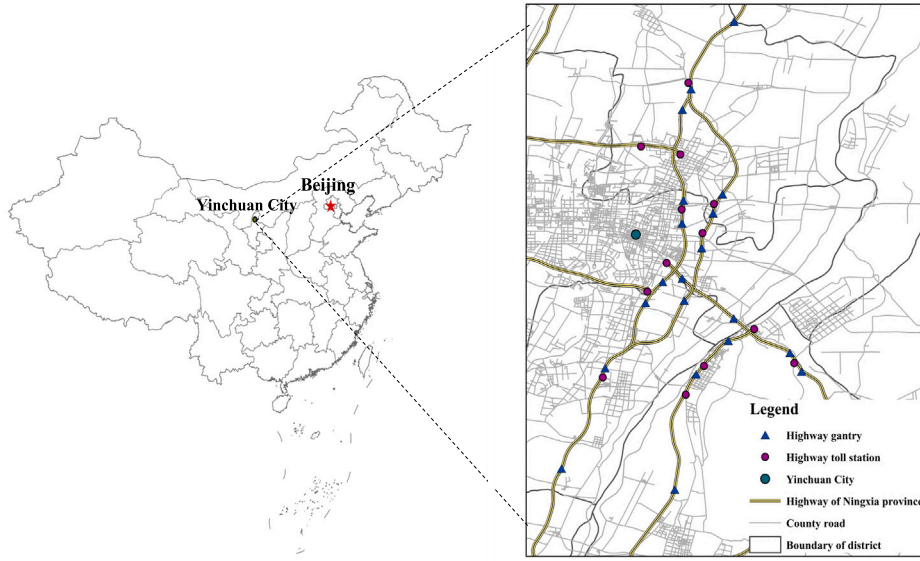 Beijing
Yinchuan City
Legend
Highway gantry
Highway toll station
Yinchuan City
Highway of Ningxia province
County road
Boundary of district